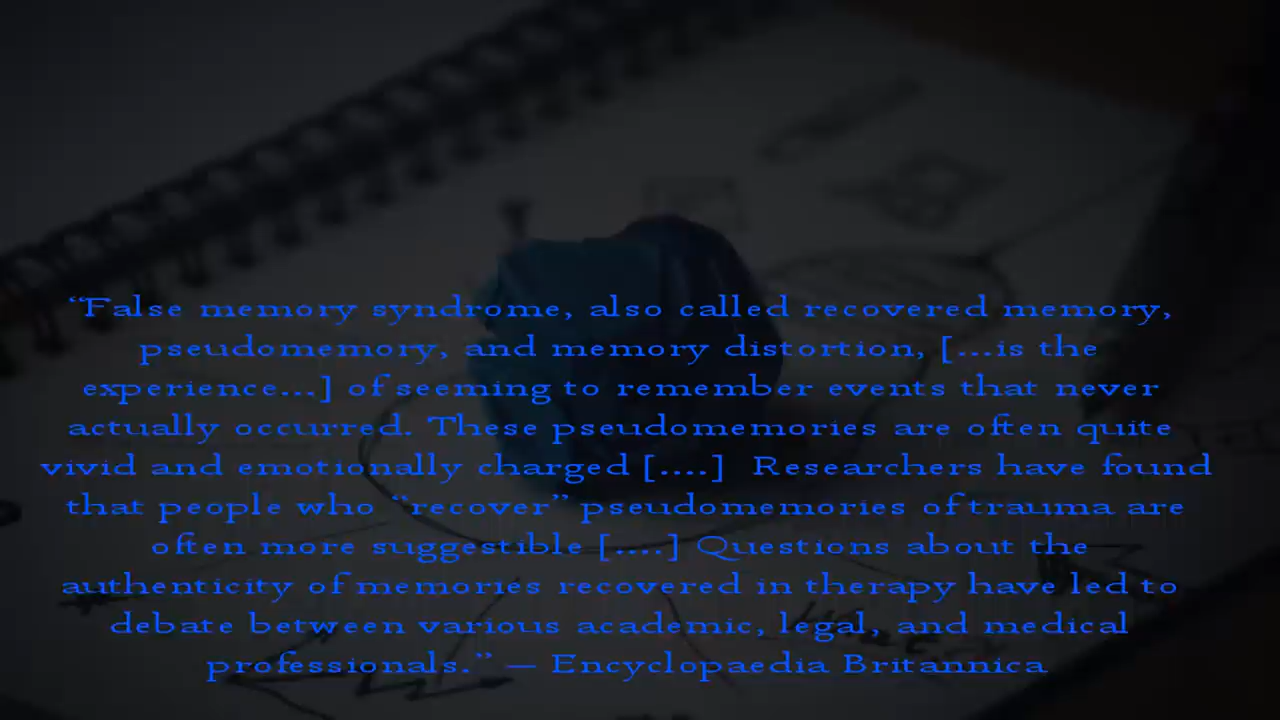 “False memory syndrome, also called recovered memory,
pseudomemory, and memory distortion, [...is the
experience...] of seeming to remember events that never
actually occurred. These pseudomemories are often quite
vivid and emotionally charged [....]  Researchers have found
that people who “recover” pseudomemories of trauma are
often more suggestible [....] Questions about the
authenticity of memories recovered in therapy have led to
debate between various academic, legal, and medical
professionals.” — Encyclopaedia Britannica